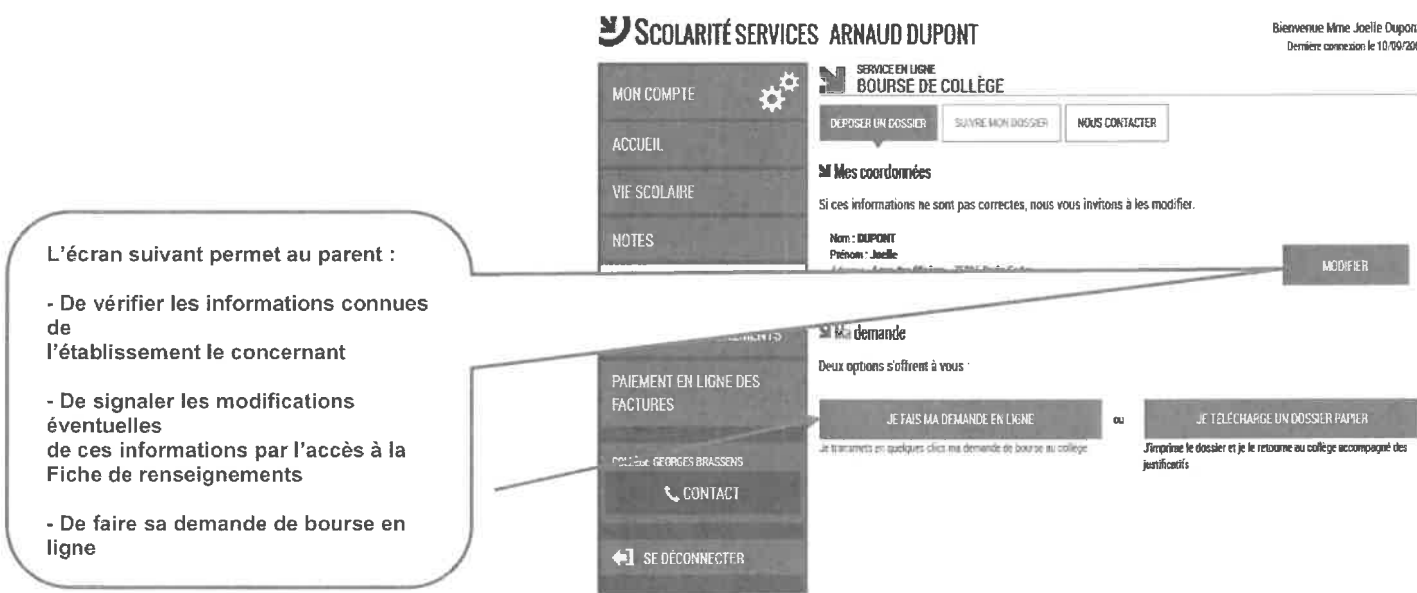 SCOLARITÉ SERVICES ARNAUD DUPONT
Bienvenue Mme Joelle Dupon
Dernière connexion le 10/09/20
MON COMPTE
ACCUEIL
VIE SCOLAIRE
NOTES
PAIEMENT EN LIGNE DES
FACTURES
COLLÈGE GEORGES BRASSENS
CONTACT
SE DÉCONNECTER
SERVICE EN LIGNE
BOURSE DE COLLÈGE
DÉPOSER UN DOSSIER
SUIVRE MON DOSSIER
NOUS CONTACTER
Mes coordonnées
Si ces informations ne sont pas correctes, nous vous invitons à les modifier.
Nom : DUPONT
Prénom : Joelle
MODIFIER
Ma demande
Deux options s'offrent à vous :
JE FAIS MA DEMANDE EN LIGNE
ou
JE TÉLÉCHARGE UN DOSSIER PAPIER
Je transmets en quelques clics ma demande de bourse au collège
J'imprime le dossier et je le retourne au collège accompagné des
justificatifs
L'écran suivant permet au parent :
- De vérifier les informations connues
de
l'établissement le concernant
- De signaler les modifications
éventuelles
de ces informations par l'accès à la
Fiche de renseignements
- De faire sa demande de bourse en
ligne